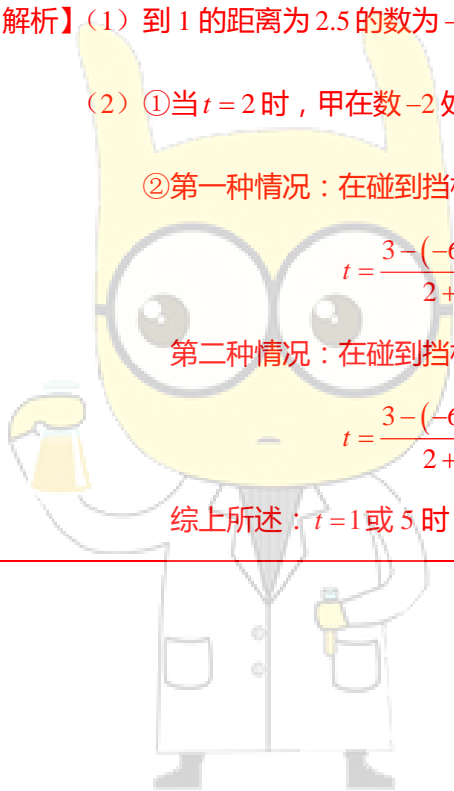 解析】（1）到 1 的距离为 2.5 的数为 –
（2）①当 t = 2 时，甲在数 –2 处
②第一种情况：在碰到挡
t = \frac{3-(-6}{2+}
第二种情况：在碰到挡
t = \frac{3-(-6}{2+}
综上所述：t = 1 或 5 时